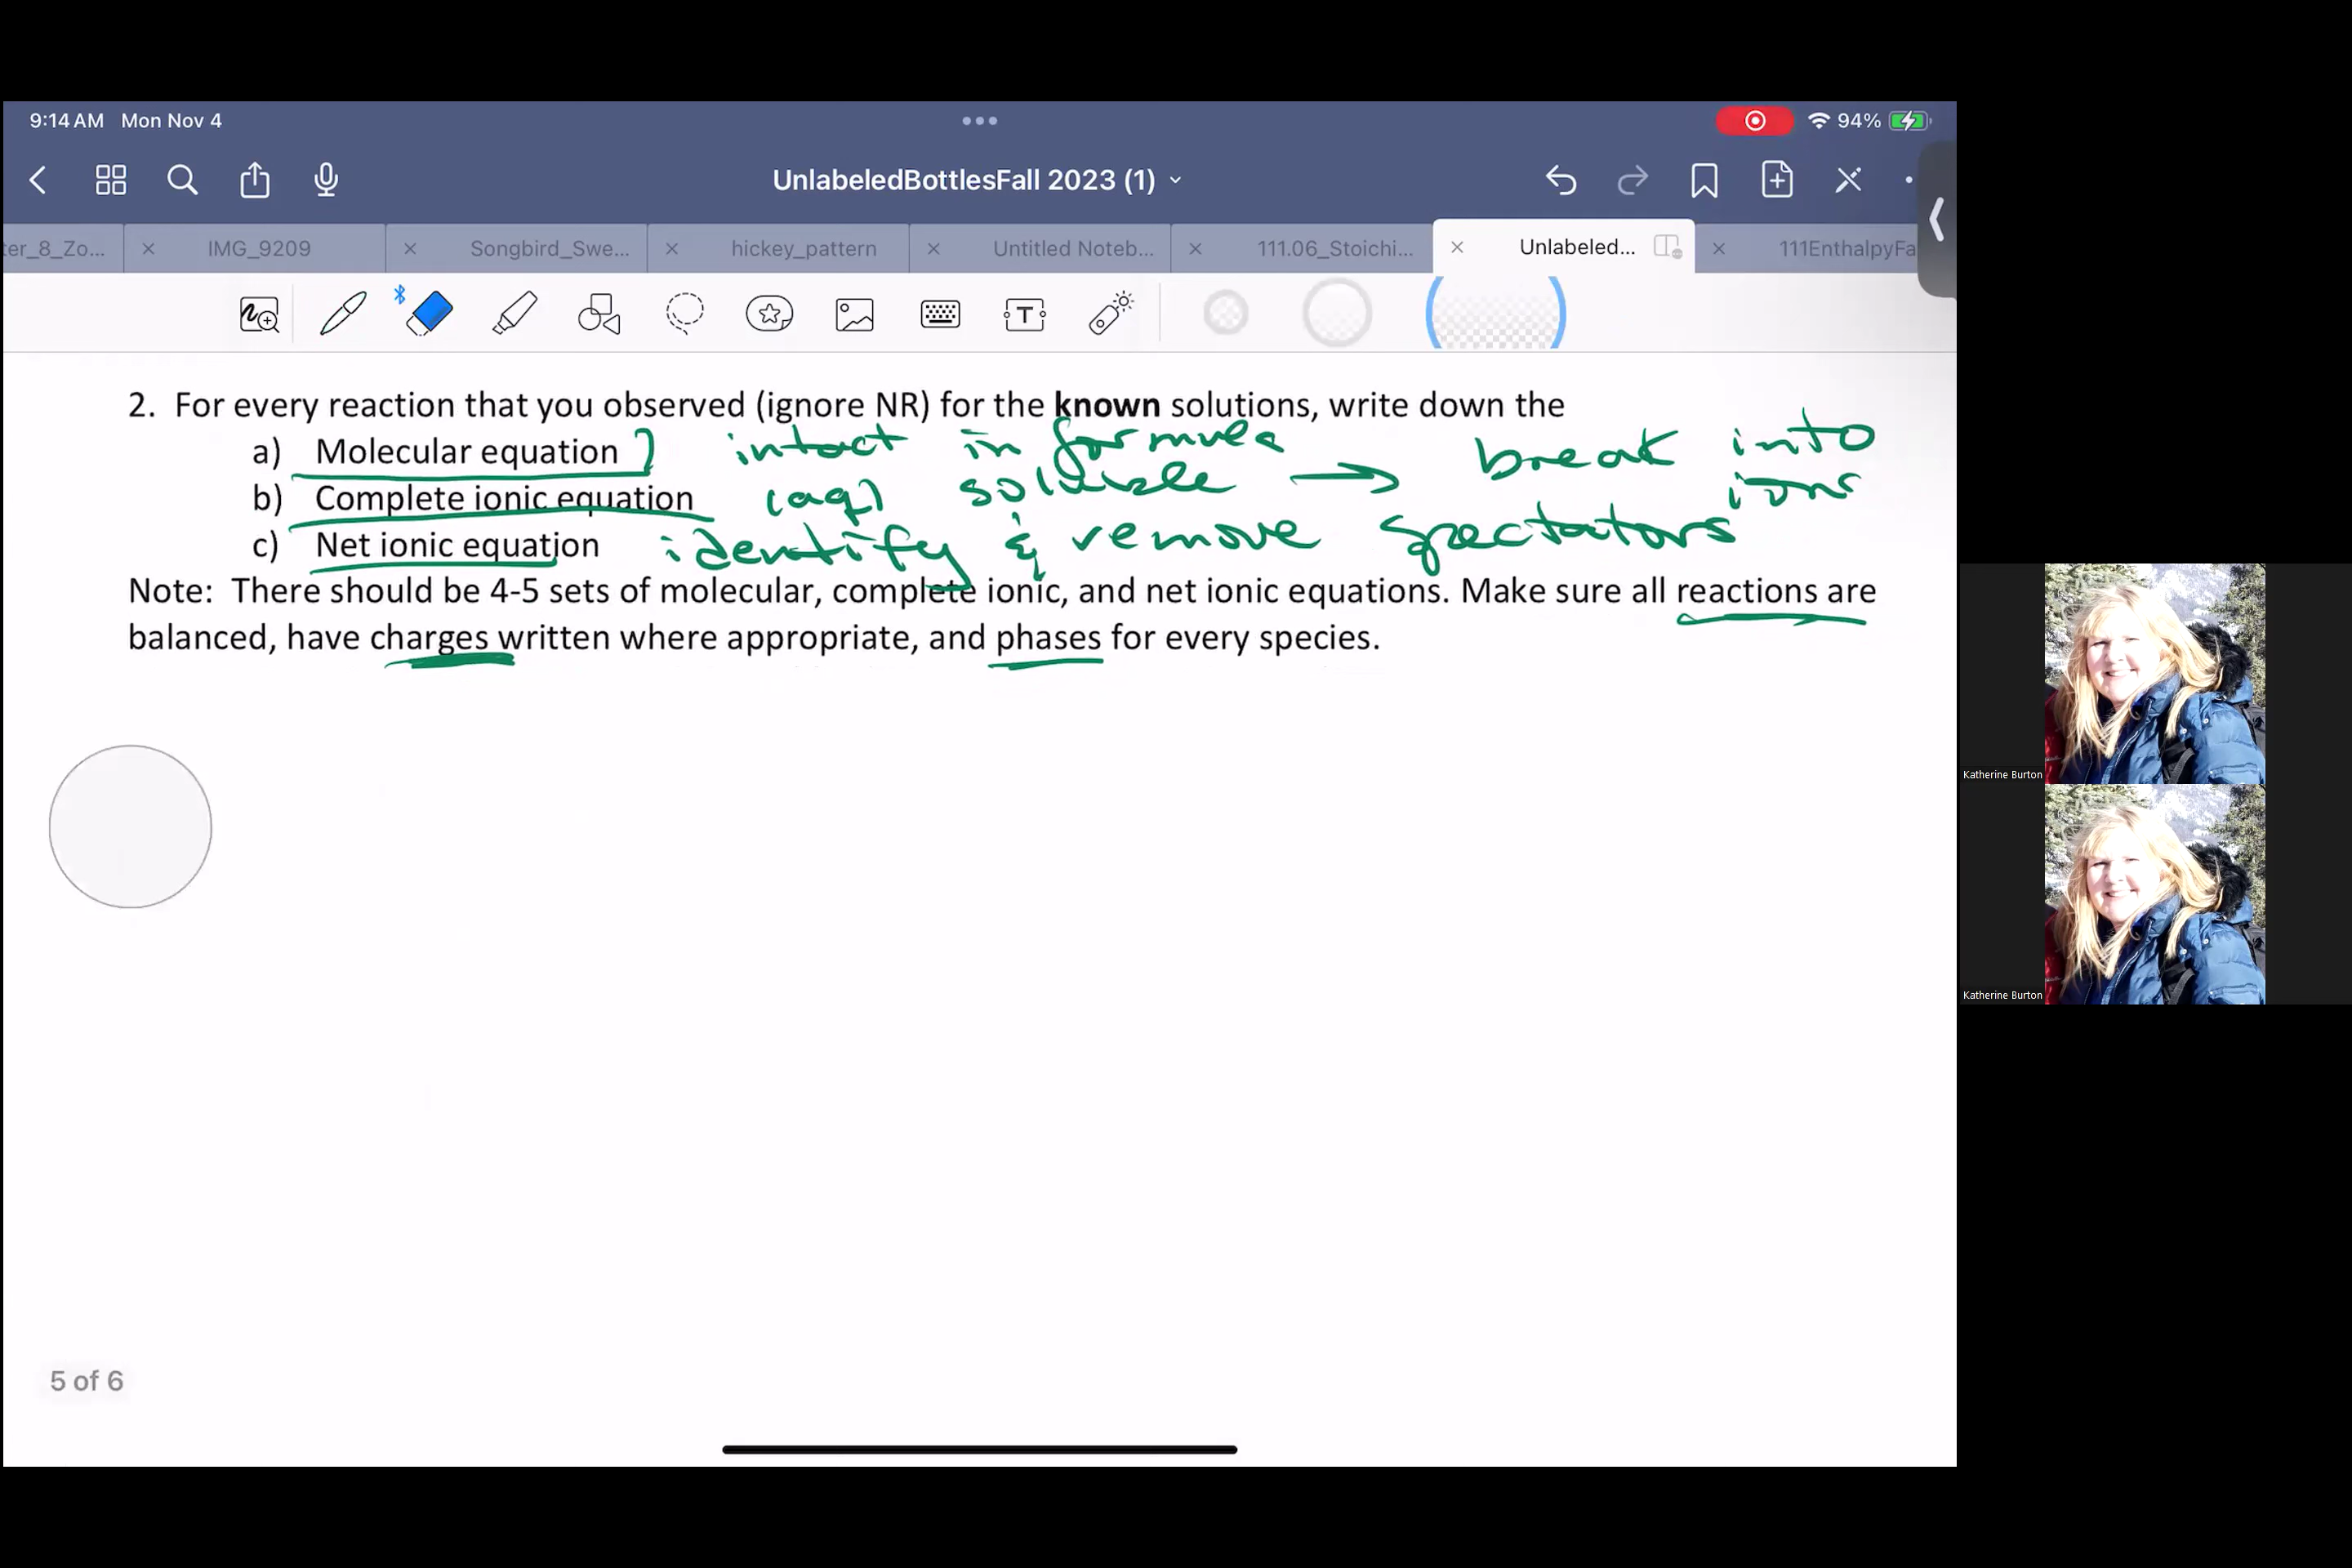 9:14 AM Mon Nov 4
94%
UnlabeledBottlesFall 2023 (1)
ter_8_Zo...
IMG_9209
Songbird_Swe...
hickey_pattern
Untitled Noteb...
111.06_Stoichi...
Unlabeled...
111EnthalpyFa
2. For every reaction that you observed (ignore NR) for the known solutions, write down the
a) Molecular equation intact in formula
b) Complete ionic equation (aq) soluble → break into ions
c) Net ionic equation identify & remove spectators
Note: There should be 4-5 sets of molecular, complete ionic, and net ionic equations. Make sure all reactions are
balanced, have charges written where appropriate, and phases for every species.
Katherine Burton
Katherine Burton
5 of 6